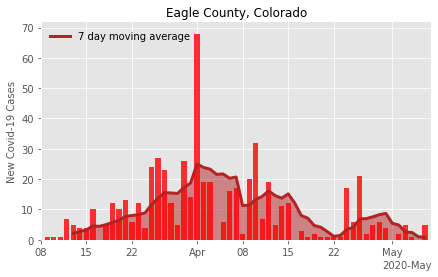 Eagle County, Colorado
7 day moving average
New Covid-19 Cases
70
60
50
40
30
20
10
0
08 15 22 Apr 08 15 22 May
2020-May